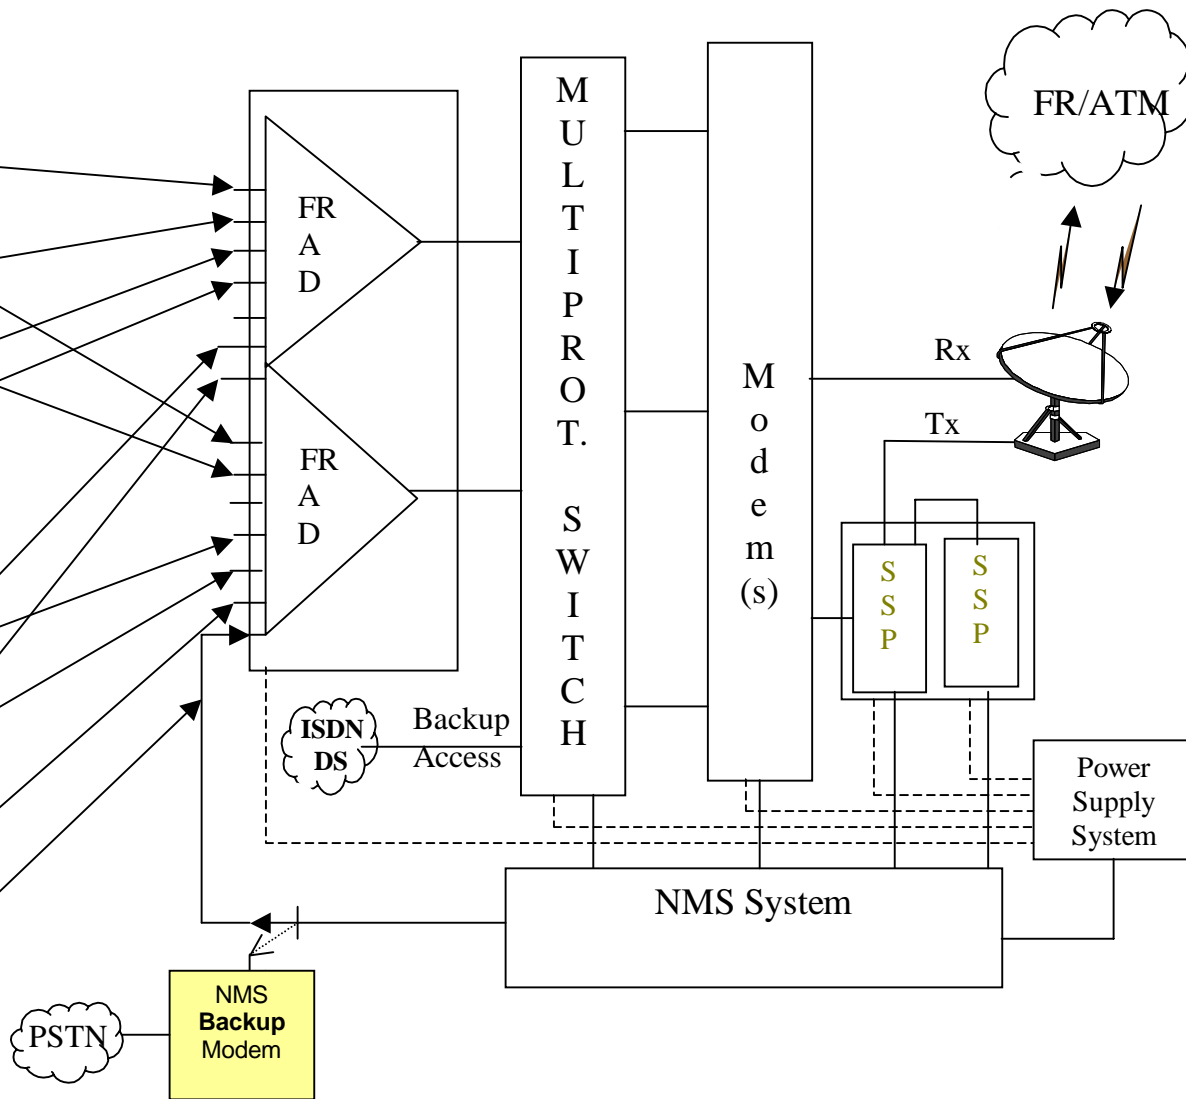 FR/ATM
M
U
L
T
I
P
R
O
T.
S
W
I
T
C
H
FR
A
D
FR
A
D
M
o
d
e
m
(s)
Rx
Tx
S
S
P
S
S
P
ISDN
DS
Backup
Access
Power
Supply
System
NMS System
NMS
Backup
Modem
PSTN